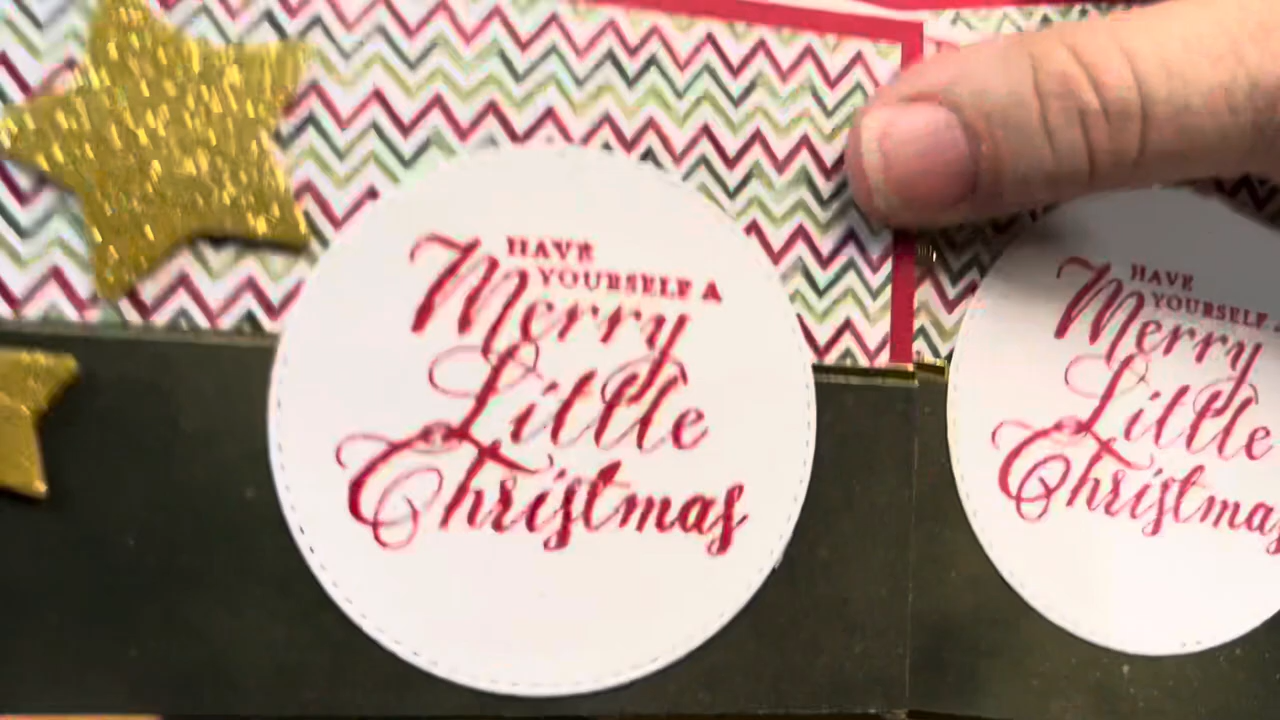 HAVE
YOURSELF A
Merry
Little
Christmas
HAVE
YOURSELF
Merry
Little
Christmas